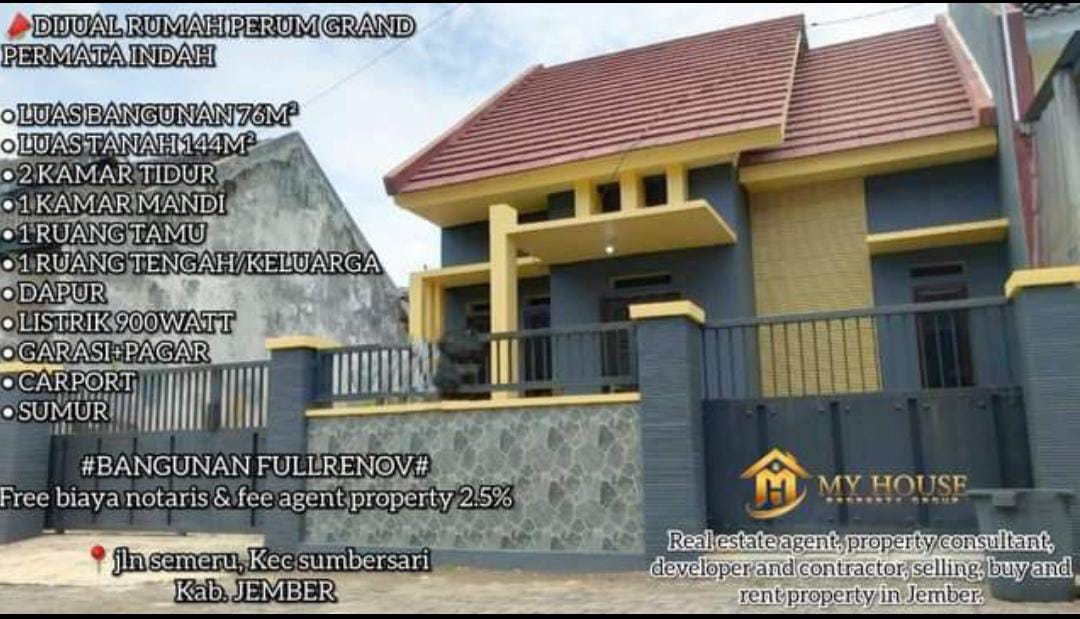 DIJUAL RUMAH PERUM GRAND
PERMATA INDAH
•LUAS BANGUNAN 76M²
•LUAS TANAH 144M²
•2 KAMAR TIDUR
•1 KAMAR MANDI
•1 RUANG TAMU
•1 RUANG TENGAH/KELUARGA
•DAPUR
•LISTRIK 900WATT
•GARASI+PAGAR
•CARPORT
•SUMUR
#BANGUNAN FULLRENOV#
Free biaya notaris & fee agent property 2.5%
jln semeru, Kec sumbersari
Kab. JEMBER
MY HOUSE
PROPERTY GROUP
Real estate agent, property consultant,
developer and contractor, selling, buy and
rent property in Jember.